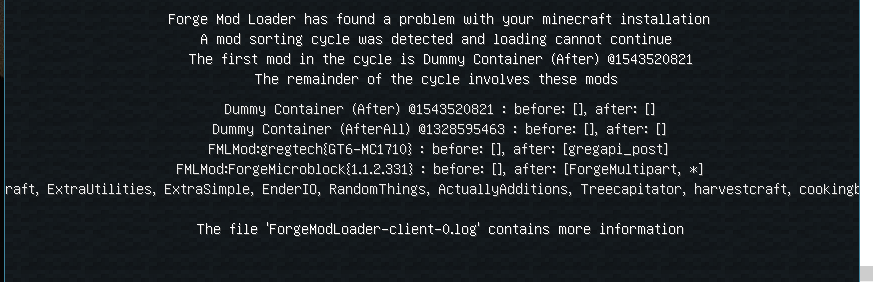 Forge Mod Loader has found a problem with your minecraft installation
A mod sorting cycle was detected and loading cannot continue
The first mod in the cycle is Dummy Container (After) @1543520821
The remainder of the cycle involves these mods
Dummy Container (After) @1543520821 : before: [], after: []
Dummy Container (AfterAll) @1328595463 : before: [], after: []
FMLMod:gregtech{GT6-MC1710} : before: [], after: [gregapi_post]
FMLMod:ForgeMicroblock{1.1.2.331} : before: [], after: [ForgeMultipart, *]
raft, ExtraUtilities, ExtraSimple, EnderIO, RandomThings, ActuallyAdditions, Treecapitator, harvestcraft, cookingb
The file 'ForgeModLoader-client-0.log' contains more information